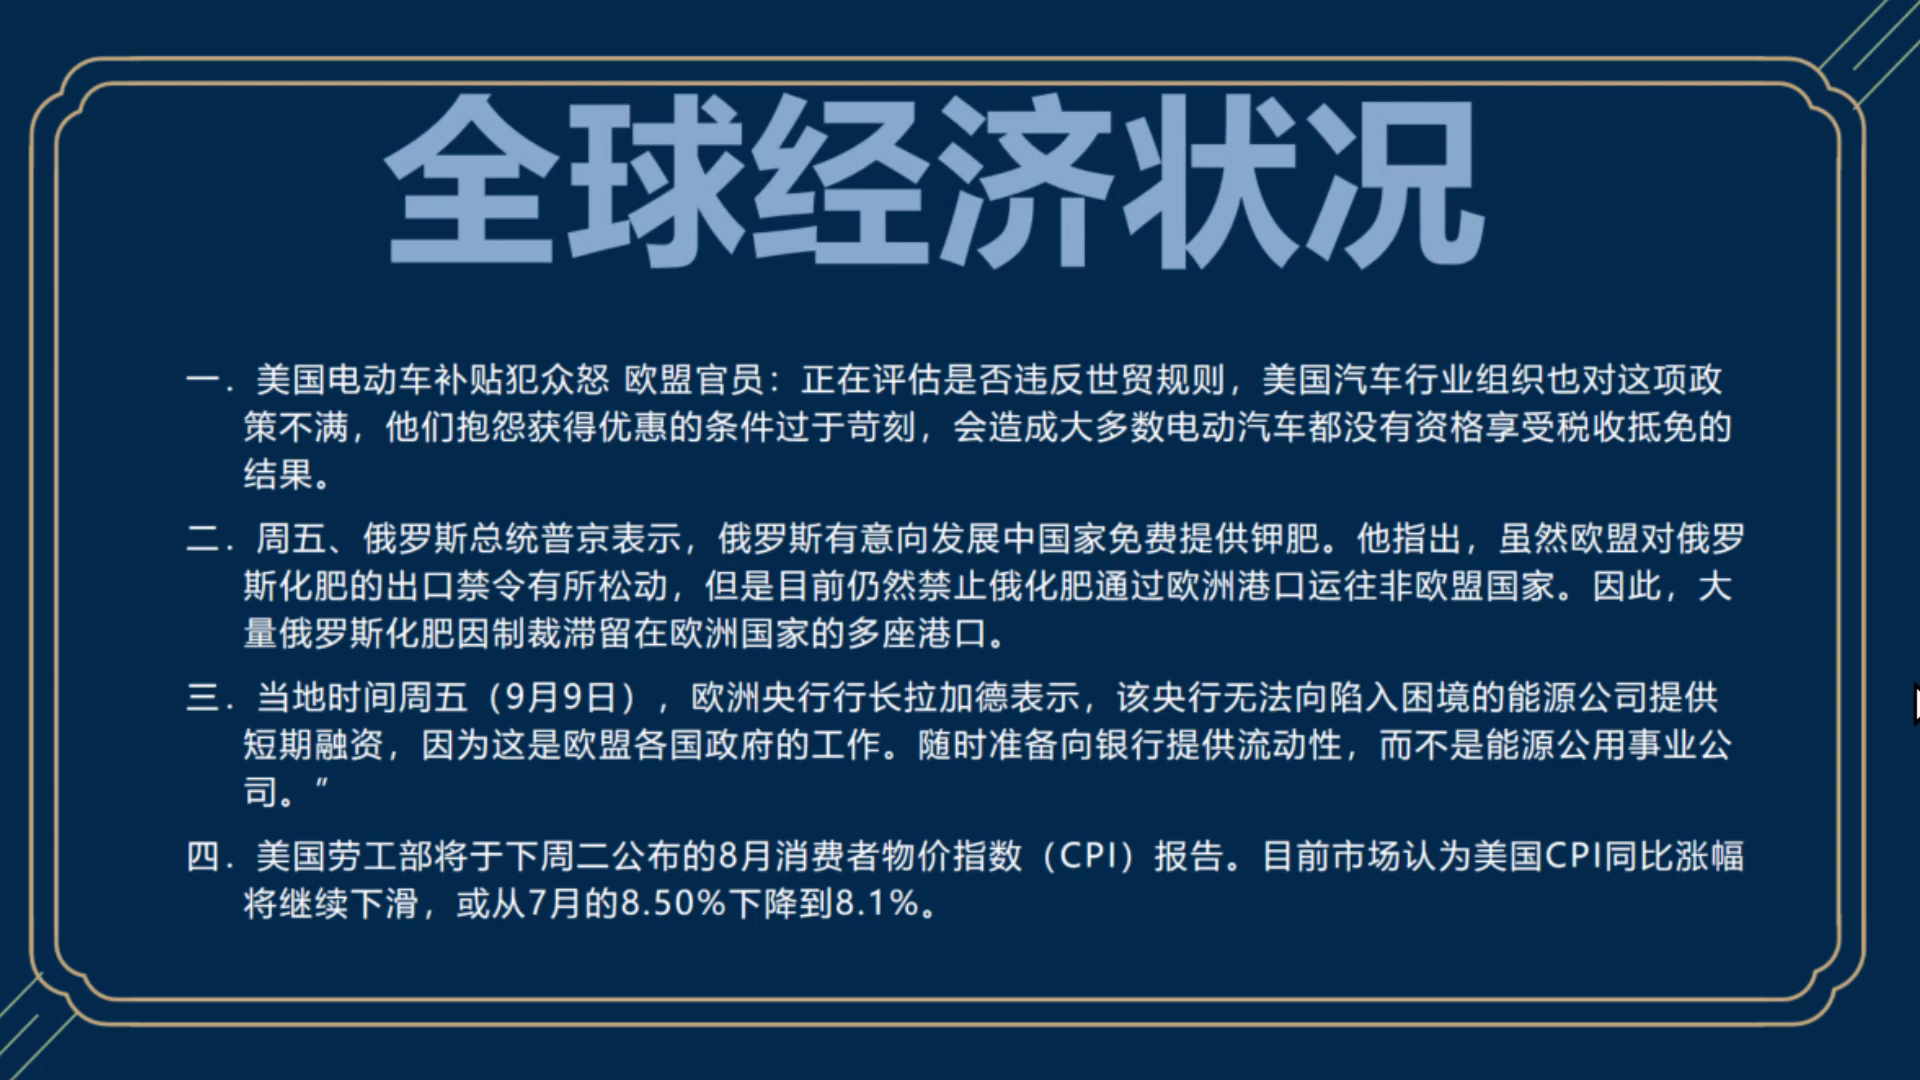 全球经济状况
一. 美国电动车补贴犯众怒 欧盟官员：正在评估是否违反世贸规则，美国汽车行业组织也对这项政
策不满，他们抱怨获得优惠的条件过于苛刻，会造成大多数电动汽车都没有资格享受税收抵免的
结果。
二. 周五、俄罗斯总统普京表示，俄罗斯有意向发展中国家免费提供钾肥。他指出，虽然欧盟对俄罗
斯化肥的出口禁令有所松动，但是目前仍然禁止俄化肥通过欧洲港口运往非欧盟国家。因此，大
量俄罗斯化肥因制裁滞留在欧洲国家的多座港口。
三. 当地时间周五（9月9日），欧洲央行行长拉加德表示，该央行无法向陷入困境的能源公司提供
短期融资，因为这是欧盟各国政府的工作。随时准备向银行提供流动性，而不是能源公用事业公
司。”
四. 美国劳工部将于下周二公布的8月消费者物价指数（CPI）报告。目前市场认为美国CPI同比涨幅
将继续下滑，或从7月的8.50%下降到8.1%。